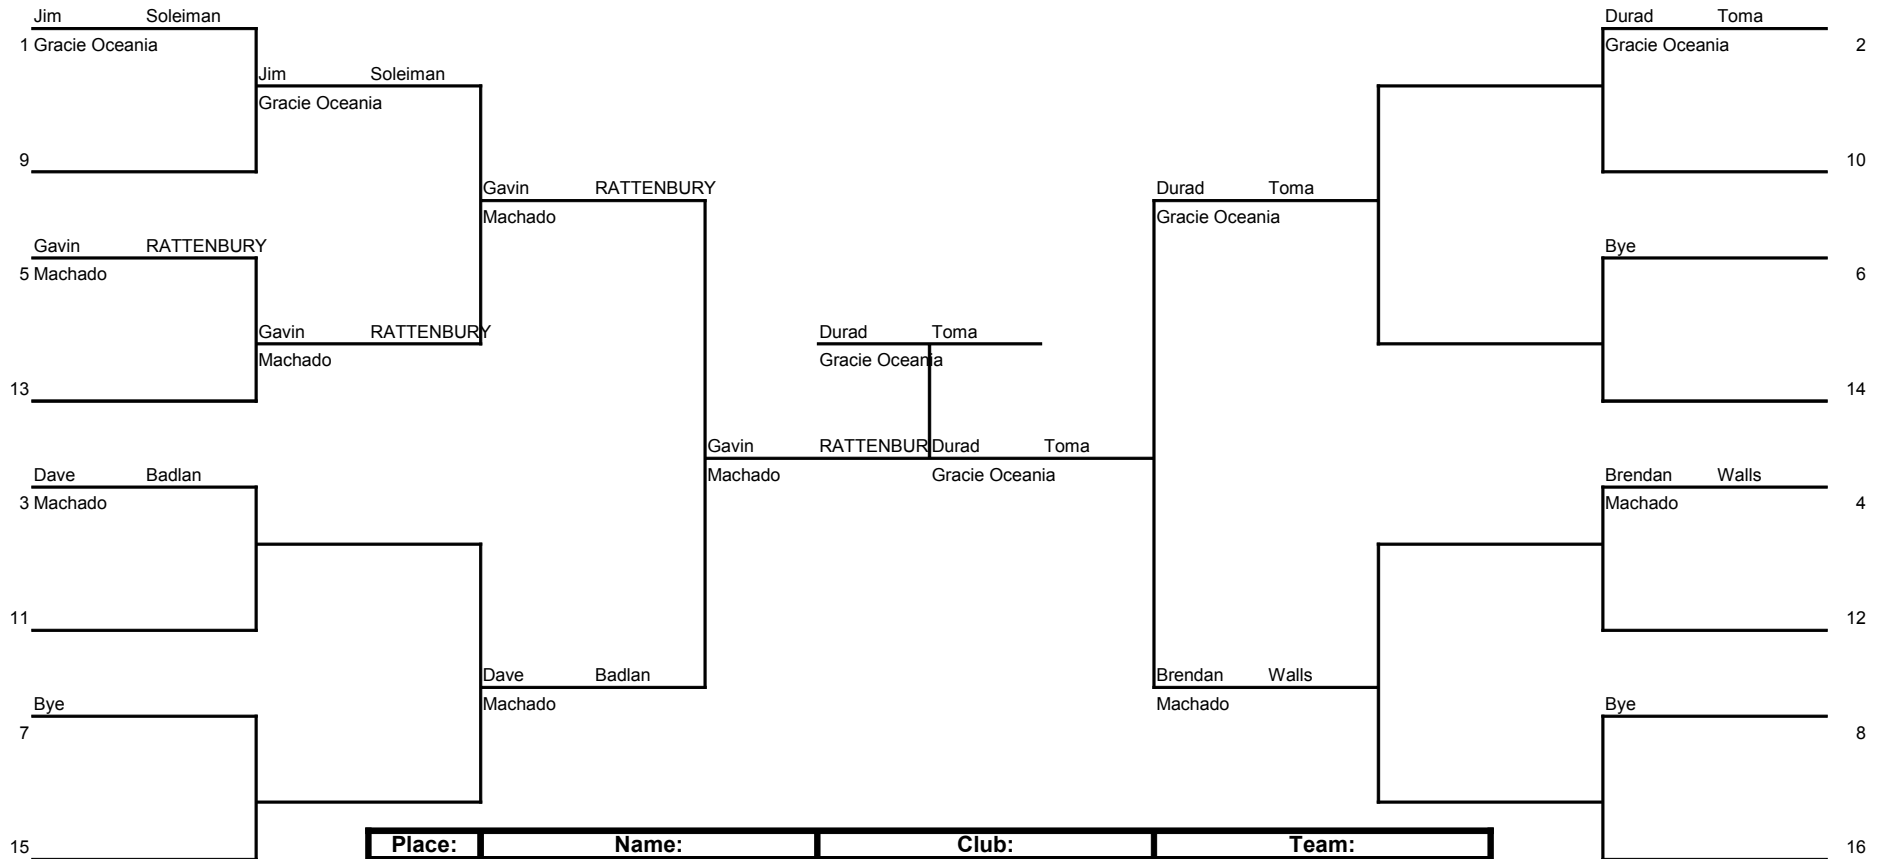 Jim Soleiman Durad Toma
1 Gracie Oceania Gracie Oceania 2
Jim Soleiman
Gracie Oceania
9 10
Gavin RATTENBURY Durad Toma
Machado Gracie Oceania
Gavin RATTENBURY Bye
5 Machado 6
Gavin RATTENBURY Durad Toma
Machado Gracie Oceania
13 14
Gavin RATTENBUR Durad Toma
Machado Gracie Oceania
Dave Badlan Brendan Walls
3 Machado Machado 4
11 12
Dave Badlan Brendan Walls
Machado Machado
Bye Bye
7 8
15 Place: Name: Club: Team: 16